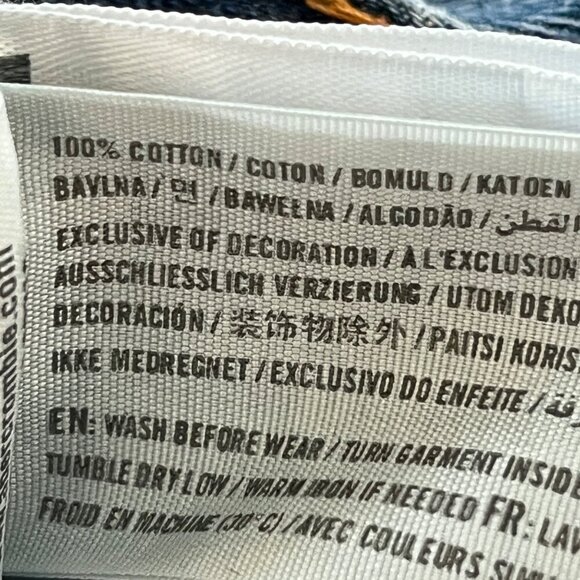 100% COTTON / COTON / BOMULD / KATOEN
BAVLNA / 면 / BAWEŁNA / ALGODÃO / القطن
EXCLUSIVE OF DECORATION / À L'EXCLUSION
AUSSCHLIESSLICH VERZIERUNG / UTOM DEKO
DECORACIÓN / 装饰物除外 / PAITSI KORIS
IKKE MEDREGNET / EXCLUSIVO DO ENFEITE /
EN: WASH BEFORE WEAR / TURN GARMENT INSIDE
TUMBLE DRY LOW / WARM IRON IF NEEDED FR: LAV
FROID EN MACHINE (30°C) / AVEC COULEURS